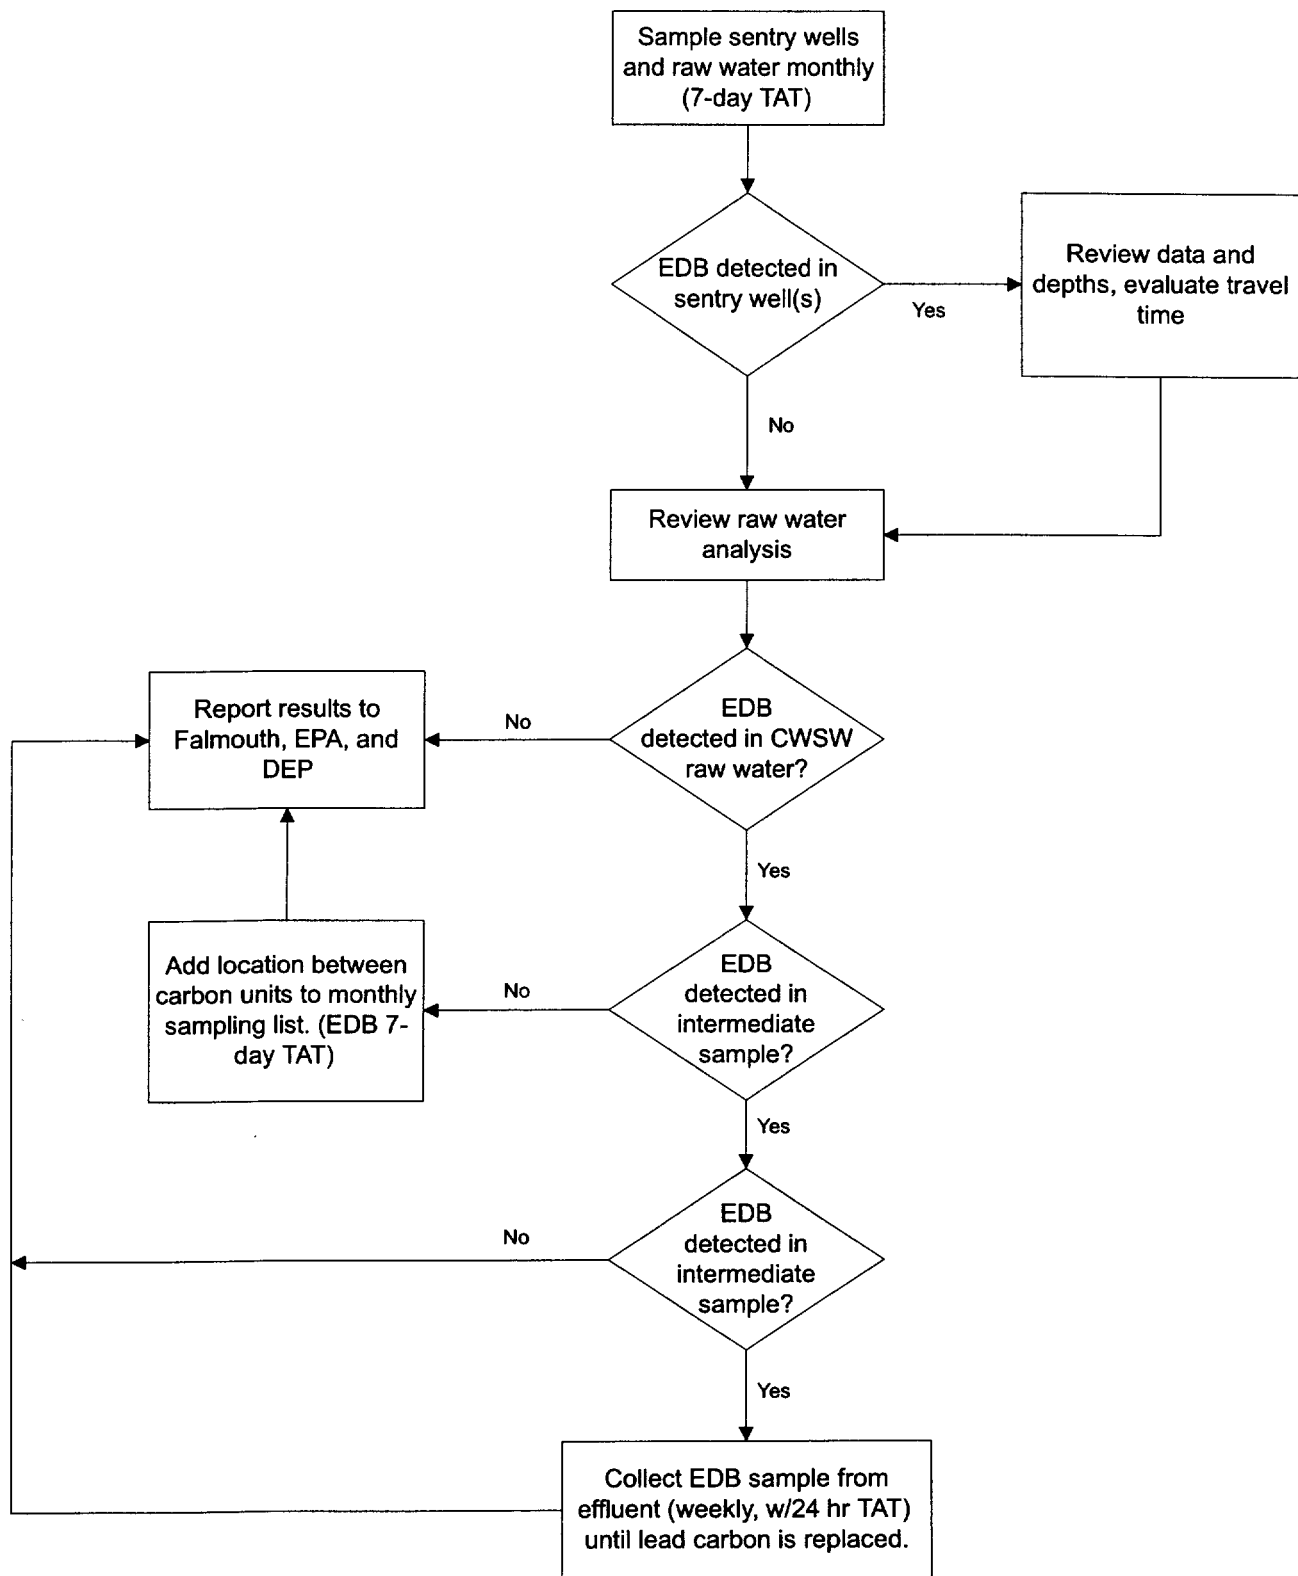 Sample sentry wells
and raw water monthly
(7-day TAT)
EDB detected in
sentry well(s)
Yes
Review data and
depths, evaluate travel
time
No
Review raw water
analysis
EDB
detected in CWSW
raw water?
No
Report results to
Falmouth, EPA, and
DEP
Yes
EDB
detected in
intermediate
sample?
No
Add location between
carbon units to monthly
sampling list. (EDB 7-
day TAT)
Yes
EDB
detected in
intermediate
sample?
No
Yes
Collect EDB sample from
effluent (weekly, w/24 hr TAT)
until lead carbon is replaced.